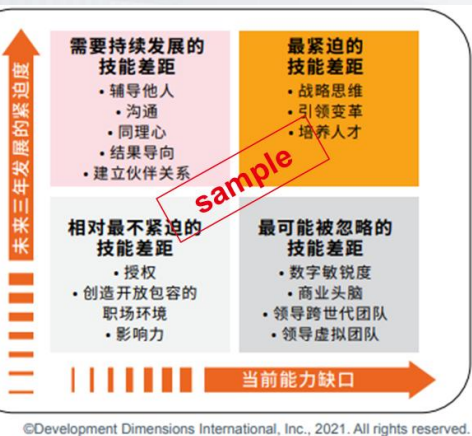 未来三年发展的紧迫度
需要持续发展的
技能差距
• 辅导他人
• 沟通
• 同理心
• 结果导向
• 建立伙伴关系
最紧迫的
技能差距
• 战略思维
• 引领变革
• 培养人才
sample
相对最不紧迫的
技能差距
• 授权
• 创造开放包容的
职场环境
• 影响力
最可能被忽略的
技能差距
• 数字敏锐度
• 商业头脑
• 领导跨世代团队
• 领导虚拟团队
当前能力缺口
©Development Dimensions International, Inc., 2021. All rights reserved.